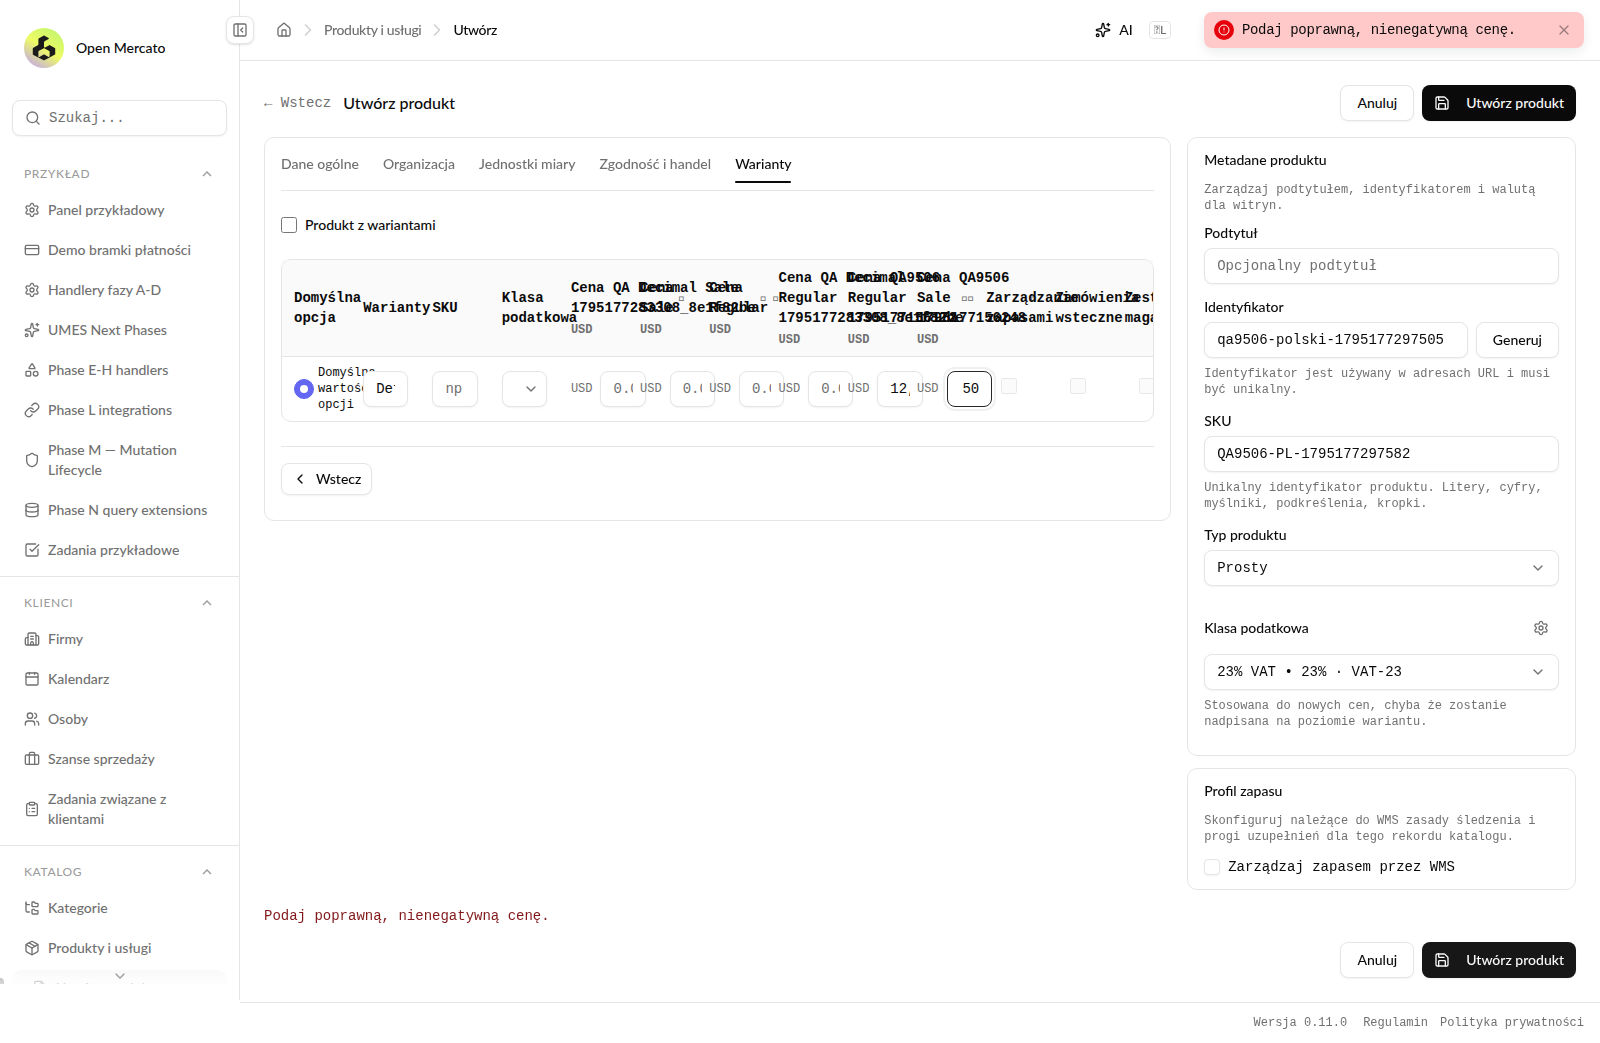 Open Mercato
Szukaj...
PRZYKŁAD
Panel przykładowy
Demo bramki płatności
Handlery fazy A-D
UMES Next Phases
Phase E-H handlers
Phase L integrations
Phase M — Mutation
Lifecycle
Phase N query extensions
Zadania przykładowe
KLIENCI
Firmy
Kalendarz
Osoby
Szanse sprzedaży
Zadania związane z
klientami
KATALOG
Kategorie
Produkty i usługi
Produkty i usługi
Utwórz
AI
Podaj poprawną, nienegatywną cenę.
← Wstecz
Utwórz produkt
Anuluj
Utwórz produkt
Dane ogólne
Organizacja
Jednostki miary
Zgodność i handel
Warianty
Produkt z wariantami
Domyślna
opcja
Warianty
SKU
Klasa
podatkowa
Cena QA
USD
USD
USD
Regular
USD
Regular
USD
Cena QA9506
Sale
USD
Domyślna
wartość
opcji
np
USD
USD
USD
USD
USD
12,
USD
50
Wstecz
Metadane produktu
Zarządzaj podtytułem, identyfikatorem i walutą
dla witryn.
Podtytuł
Opcjonalny podtytuł
Identyfikator
qa9506-polski-1795177297505
Generuj
Identyfikator jest używany w adresach URL i musi
być unikalny.
SKU
QA9506-PL-1795177297582
Unikalny identyfikator produktu. Litery, cyfry,
myślniki, podkreślenia, kropki.
Typ produktu
Prosty
Klasa podatkowa
23% VAT • 23% · VAT-23
Stosowana do nowych cen, chyba że zostanie
nadpisana na poziomie wariantu.
Profil zapasu
Skonfiguruj należące do WMS zasady śledzenia i
progi uzupełnień dla tego rekordu katalogu.
Zarządzaj zapasem przez WMS
Podaj poprawną, nienegatywną cenę.
Anuluj
Utwórz produkt
Wersja 0.11.0
Regulamin
Polityka prywatności